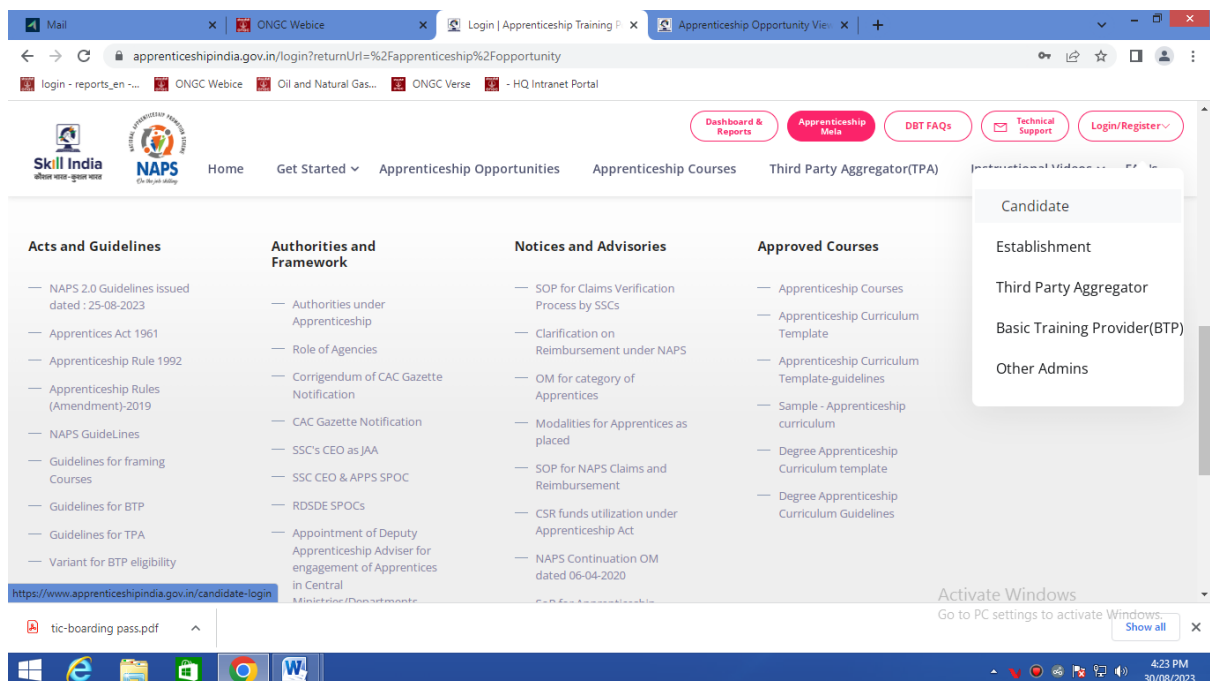 Mail
ONGC Webice
Login | Apprenticeship Training P
Apprenticeship Opportunity Vie
apprenticeshipindia.gov.in/login?returnUrl=%2Fapprenticeship%2Fopportunity
login - reports_en -... ONGC Webice Oil and Natural Gas... ONGC Verse - HQ Intranet Portal
Dashboard & Reports
Apprenticeship Mela
DBT FAQs
Technical Support
Login/Register
Skill India
कौशल भारत-कुशल भारत
NAPS
On the job skilling
Home Get Started Apprenticeship Opportunities Apprenticeship Courses Third Party Aggregator(TPA) Instructional Videos
Candidate
Establishment
Third Party Aggregator
Basic Training Provider(BTP)
Other Admins
Acts and Guidelines
NAPS 2.0 Guidelines issued
dated : 25-08-2023
Apprentices Act 1961
Apprenticeship Rule 1992
Apprenticeship Rules
(Amendment)-2019
NAPS GuideLines
Guidelines for framing
Courses
Guidelines for BTP
Guidelines for TPA
Variant for BTP eligibility
Authorities and
Framework
Authorities under
Apprenticeship
Role of Agencies
Corrigendum of CAC Gazette
Notification
CAC Gazette Notification
SSC's CEO as JAA
SSC CEO & APPS SPOC
RDSDE SPOCs
Appointment of Deputy
Apprenticeship Adviser for
engagement of Apprentices
in Central
Ministries/Departments
Notices and Advisories
SOP for Claims Verification
Process by SSCs
Clarification on
Reimbursement under NAPS
OM for category of
Apprentices
Modalities for Apprentices as
placed
SOP for NAPS Claims and
Reimbursement
CSR funds utilization under
Apprenticeship Act
NAPS Continuation OM
dated 06-04-2020
SoP for Apprenticeship
Approved Courses
Apprenticeship Courses
Apprenticeship Curriculum
Template
Apprenticeship Curriculum
Template-guidelines
Sample - Apprenticeship
curriculum
Degree Apprenticeship
Curriculum template
Degree Apprenticeship
Curriculum Guidelines
https://www.apprenticeshipindia.gov.in/candidate-login
Activate Windows
Go to PC settings to activate Windows.
tic-boarding pass.pdf
Show all
4:23 PM
30/08/2023